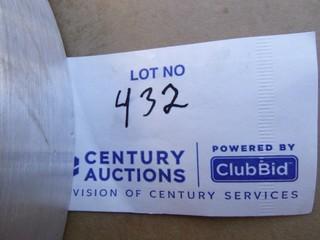 LOT NO
432
CENTURY AUCTIONS
POWERED BY
ClubBid
VISION OF CENTURY SERVICES